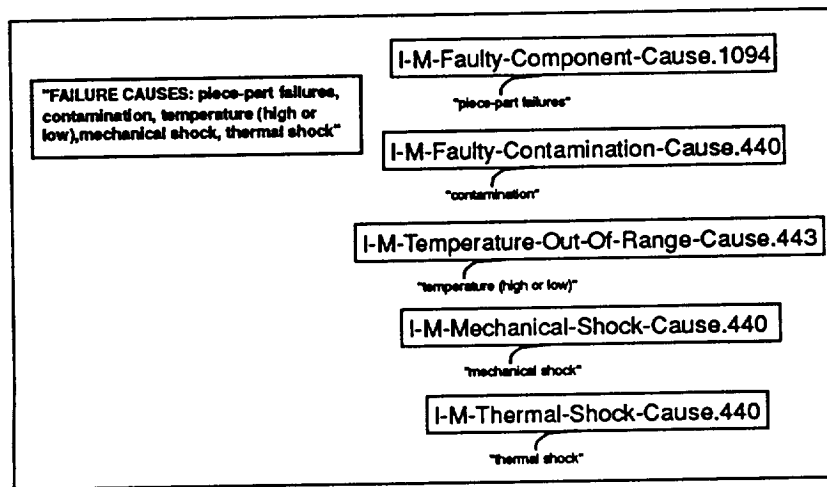 I-M-Faulty-Component-Cause.1094
"piece-part failures"
"FAILURE CAUSES: piece-part failures,
contamination, temperature (high or
low),mechanical shock, thermal shock"
I-M-Faulty-Contamination-Cause.440
"contamination"
I-M-Temperature-Out-Of-Range-Cause.443
"temperature (high or low)"
I-M-Mechanical-Shock-Cause.440
"mechanical shock"
I-M-Thermal-Shock-Cause.440
"thermal shock"